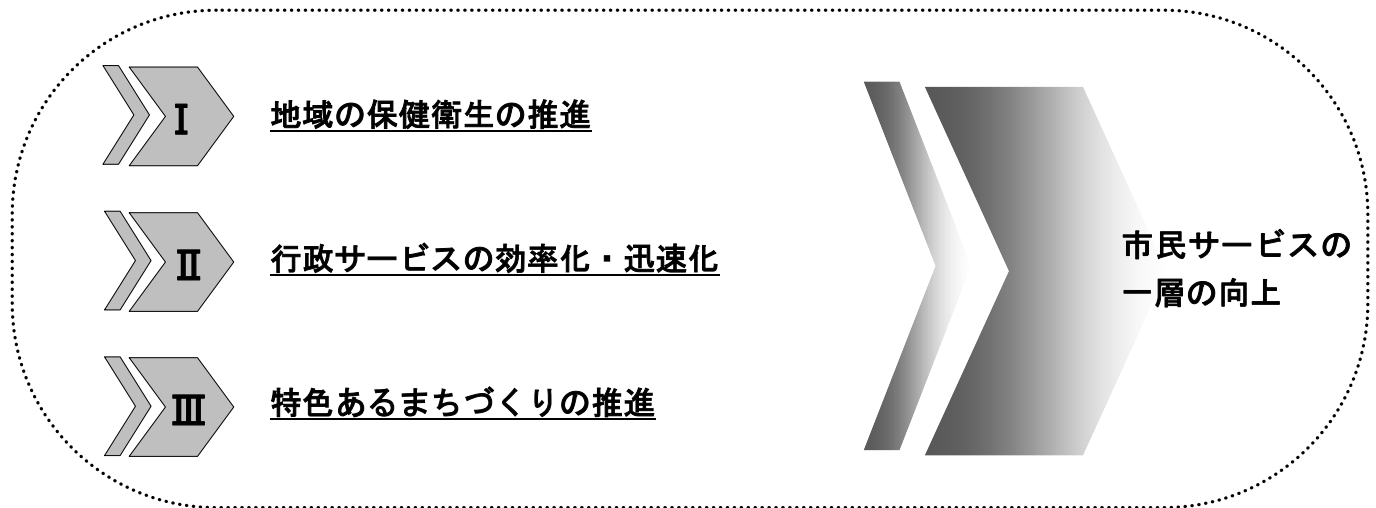 Ⅰ 地域の保健衛生の推進
Ⅱ 行政サービスの効率化・迅速化
Ⅲ 特色あるまちづくりの推進
市民サービスの
一層の向上